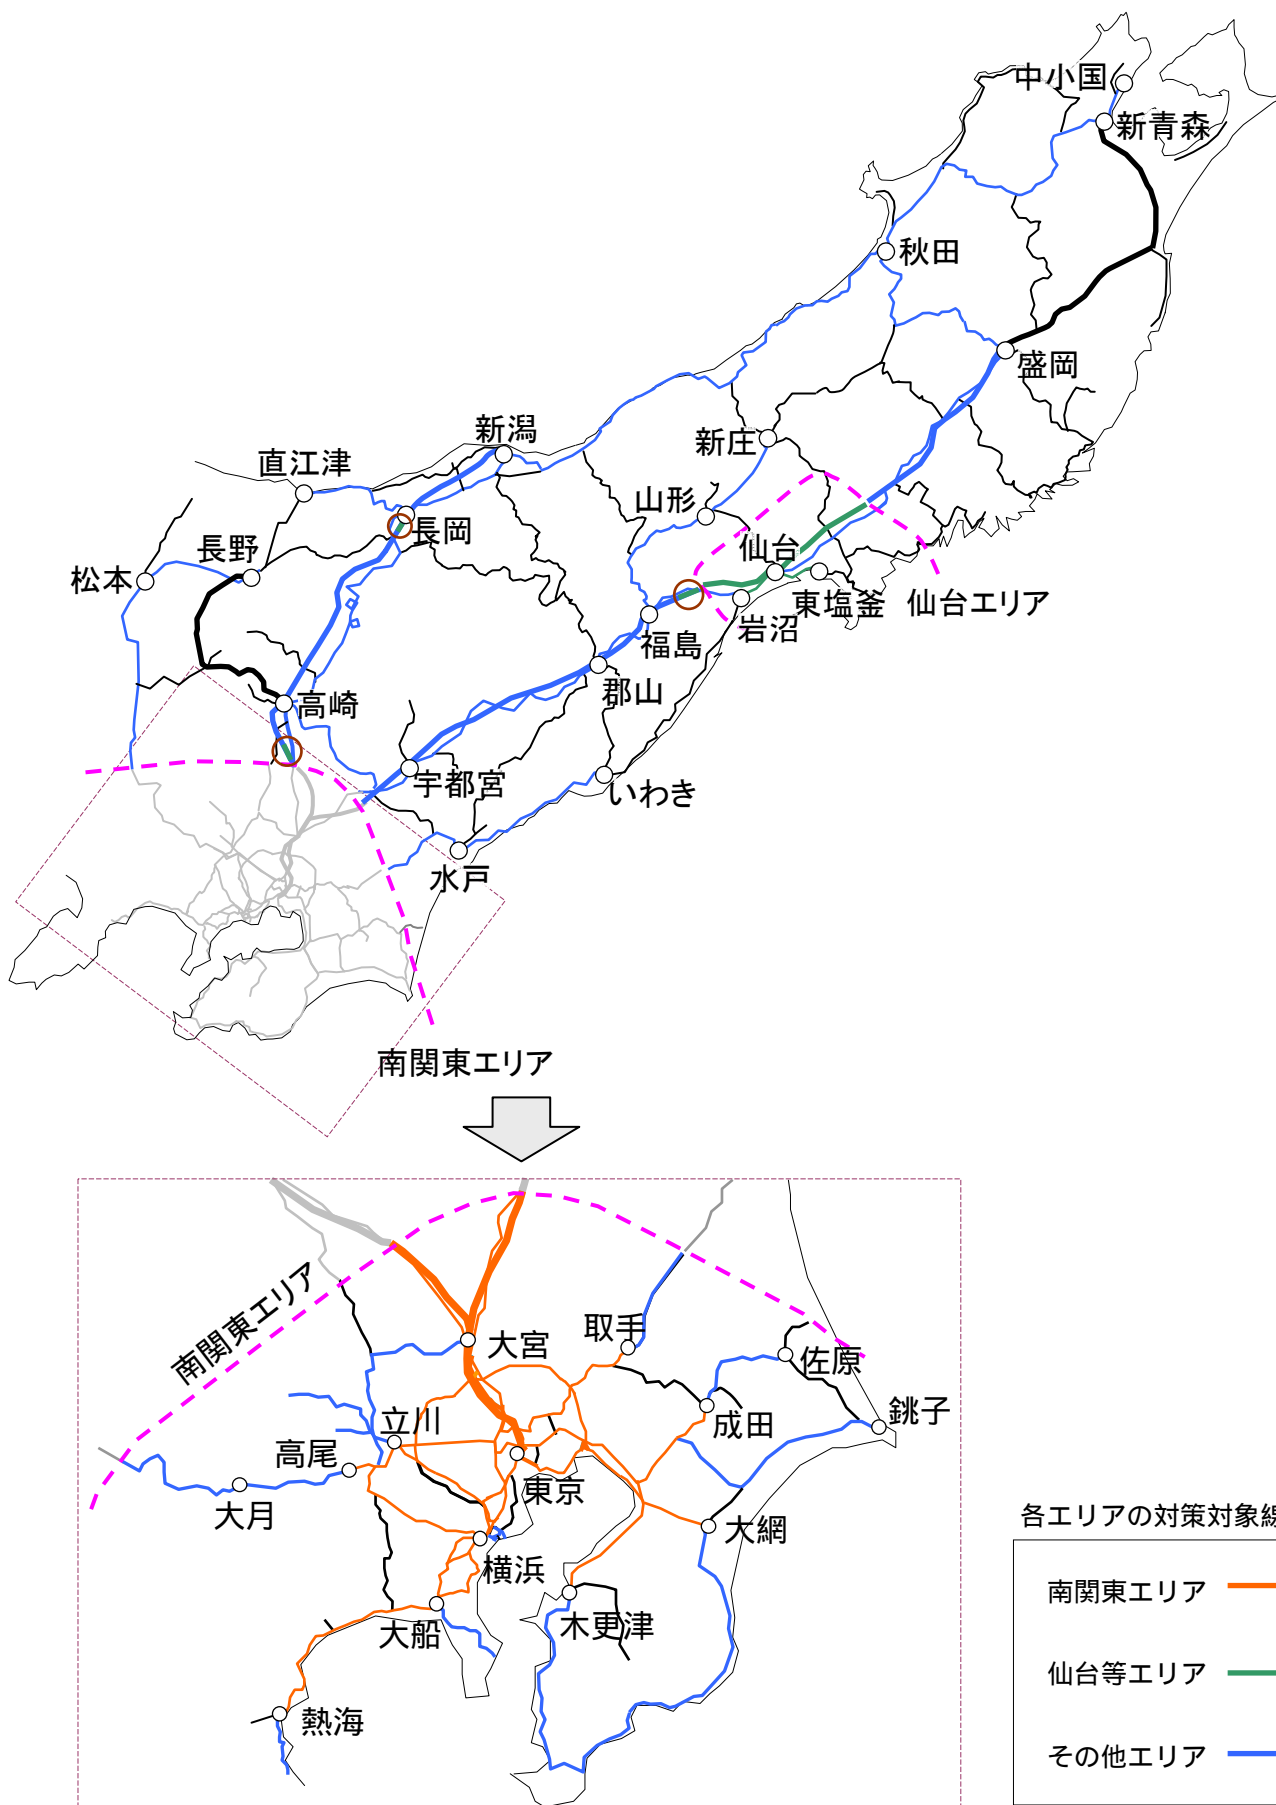 中小国
新青森
秋田
盛岡
新潟
新庄
直江津
山形
長岡
仙台
長野
松本
東塩釜
仙台エリア
岩沼
福島
郡山
高崎
宇都宮
いわき
水戸
南関東エリア
南関東エリア
取手
大宮
佐原
銚子
立川
成田
高尾
東京
大月
大網
各エリアの対策対象線
横浜
南関東エリア
木更津
大船
仙台等エリア
熱海
その他エリア